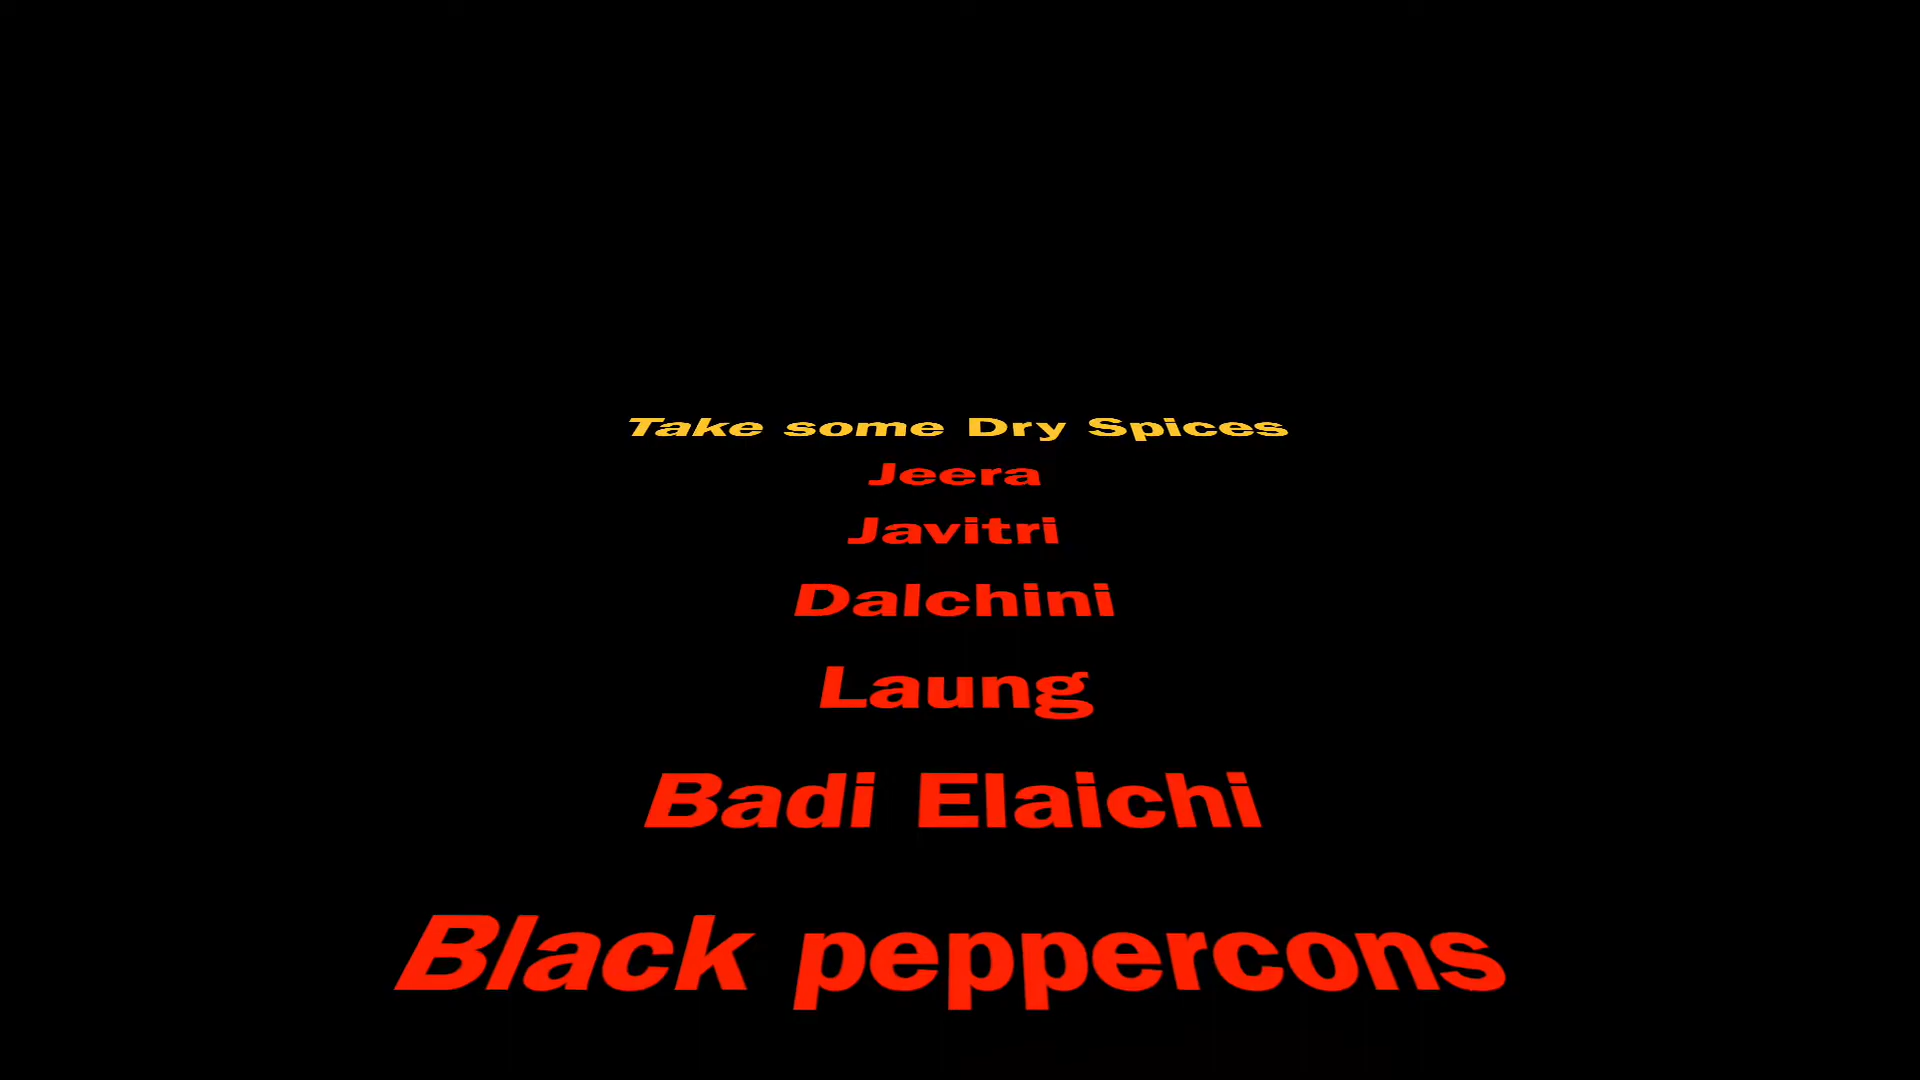 Take some Dry Spices
Jeera
Javitri
Dalchini
Laung
Badi Elaichi
Black peppercons